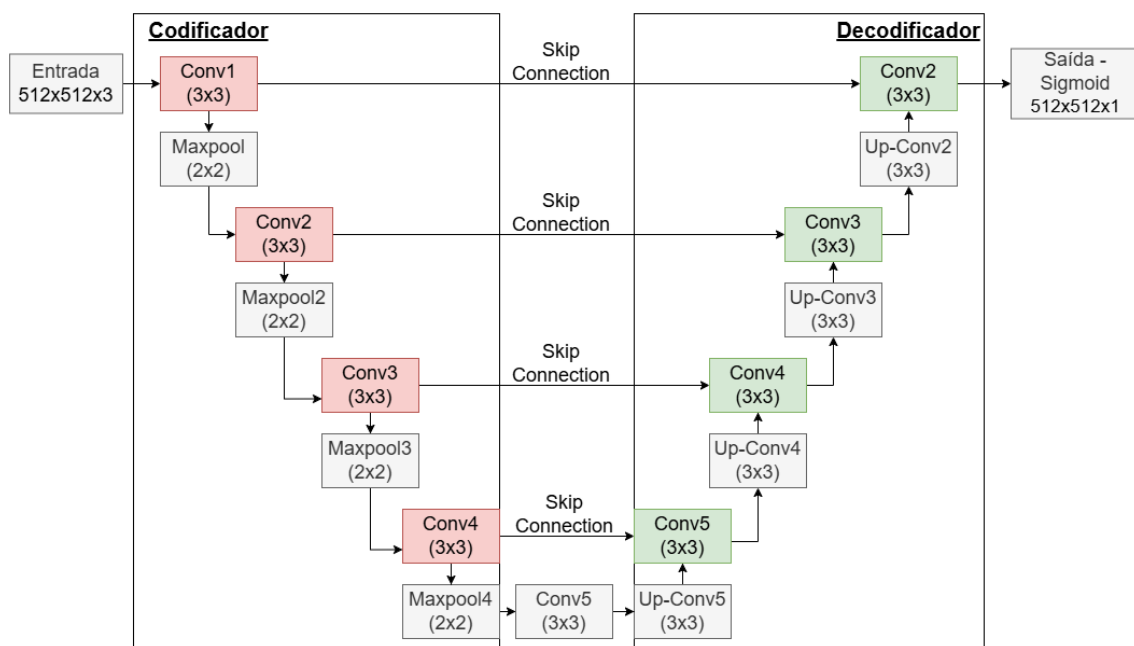 Codificador
Decodificador
Entrada
512x512x3
Conv1
(3x3)
Skip
Connection
Conv2
(3x3)
Saída -
Sigmoid
512x512x1
Maxpool
(2x2)
Up-Conv2
(3x3)
Conv2
(3x3)
Skip
Connection
Conv3
(3x3)
Maxpool2
(2x2)
Up-Conv3
(3x3)
Conv3
(3x3)
Skip
Connection
Conv4
(3x3)
Maxpool3
(2x2)
Up-Conv4
(3x3)
Conv4
(3x3)
Skip
Connection
Conv5
(3x3)
Maxpool4
(2x2)
Conv5
(3x3)
Up-Conv5
(3x3)